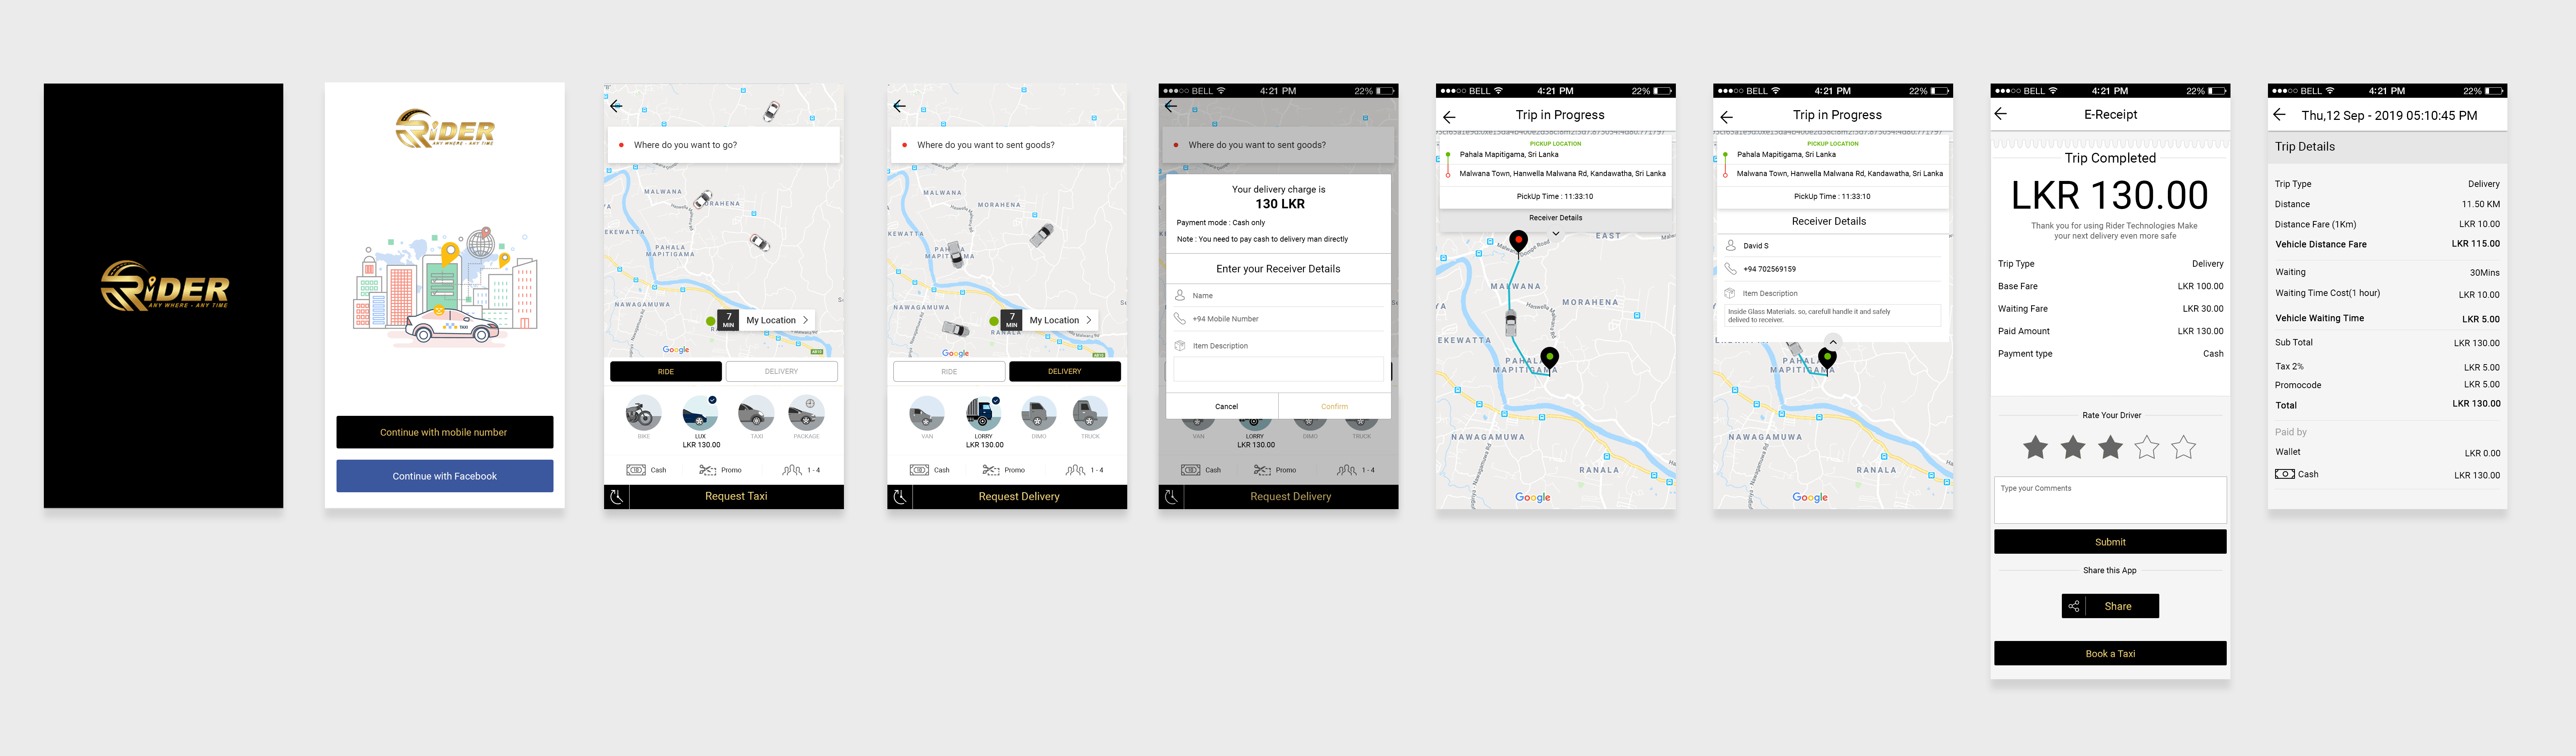 RIDER
ANY WHERE - ANY TIME
RIDER
ANY WHERE - ANY TIME
Continue with mobile number
Continue with Facebook
Where do you want to go?
MALWANA
MORAHENA
EKEWATTA
PAHALA
MAPITIGAMA
NAWAGAMUWA
7
MIN
My Location
Google
RIDE
DELIVERY
BIKE
LUX
TAXI
PACKAGE
LKR 130.00
Cash
Promo
1 - 4
Request Taxi
Where do you want to sent goods?
MALWANA
MORAHENA
EKEWATTA
PAHALA
MAPITIGAMA
NAWAGAMUWA
7
MIN
My Location
RANALA
Google
RIDE
DELIVERY
VAN
LORRY
DIMO
TRUCK
LKR 130.00
Cash
Promo
1 - 4
Request Delivery
BELL
4:21 PM
22%
Where do you want to sent goods?
Your delivery charge is
130 LKR
Payment mode : Cash only
Note : You need to pay cash to delivery man directly
Enter your Receiver Details
Name
+94 Mobile Number
Item Description
Cancel
Confirm
VAN
LORRY
DIMO
TRUCK
LKR 130.00
Cash
Promo
1 - 4
Request Delivery
BELL
4:21 PM
22%
Trip in Progress
PICKUP LOCATION
Pahala Mapitigama, Sri Lanka
Malwana Town, Hanwella Malwana Rd, Kandawatha, Sri Lanka
PickUp Time : 11:33:10
Receiver Details
EAST
MALWANA
MORAHENA
EKEWATTA
PAHALA
MAPITIGAMA
NAWAGAMUWA
RANALA
Google
BELL
4:21 PM
22%
Trip in Progress
PICKUP LOCATION
Pahala Mapitigama, Sri Lanka
Malwana Town, Hanwella Malwana Rd, Kandawatha, Sri Lanka
PickUp Time : 11:33:10
Receiver Details
David S
+94 702569159
Item Description
Inside Glass Materials. so, carefull handle it and safely
delived to receiver.
EKEWATTA
PAHALA
MAPITIGAMA
NAWAGAMUWA
RANALA
Google
BELL
4:21 PM
22%
E-Receipt
Trip Completed
LKR 130.00
Thank you for using Rider Technologies Make
your next delivery even more safe
Trip Type Delivery
Base Fare LKR 100.00
Waiting Fare LKR 30.00
Paid Amount LKR 130.00
Payment type Cash
Rate Your Driver
Type your Comments
Submit
Share this App
Share
Book a Taxi
BELL
4:21 PM
22%
Thu,12 Sep - 2019 05:10:45 PM
Trip Details
Trip Type Delivery
Distance 11.50 KM
Distance Fare (1Km) LKR 10.00
Vehicle Distance Fare LKR 115.00
Waiting 30Mins
Waiting Time Cost(1 hour) LKR 10.00
Vehicle Waiting Time LKR 5.00
Sub Total LKR 130.00
Tax 2% LKR 5.00
Promocode LKR 5.00
Total LKR 130.00
Paid by
Wallet LKR 0.00
Cash LKR 130.00